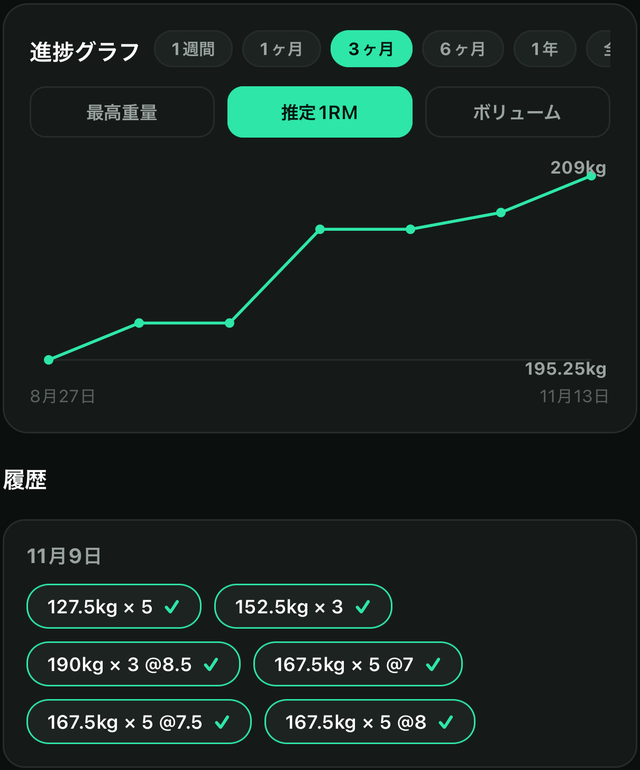 進捗グラフ 1週間 1ヶ月 3ヶ月 6ヶ月 1年
最高重量 推定1RM ボリューム
209kg
195.25kg
8月27日 11月13日
履歴
11月9日
127.5kg × 5 ✓ 152.5kg × 3 ✓
190kg × 3 @8.5 ✓ 167.5kg × 5 @7 ✓
167.5kg × 5 @7.5 ✓ 167.5kg × 5 @8 ✓